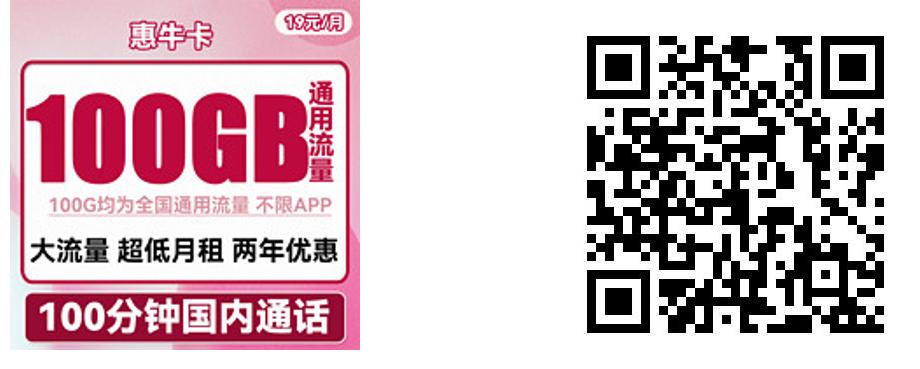 19元/月
惠牛卡
100GB
通用流量
100G均为全国通用流量 不限APP
大流量 超低月租 两年优惠
100分钟国内通话